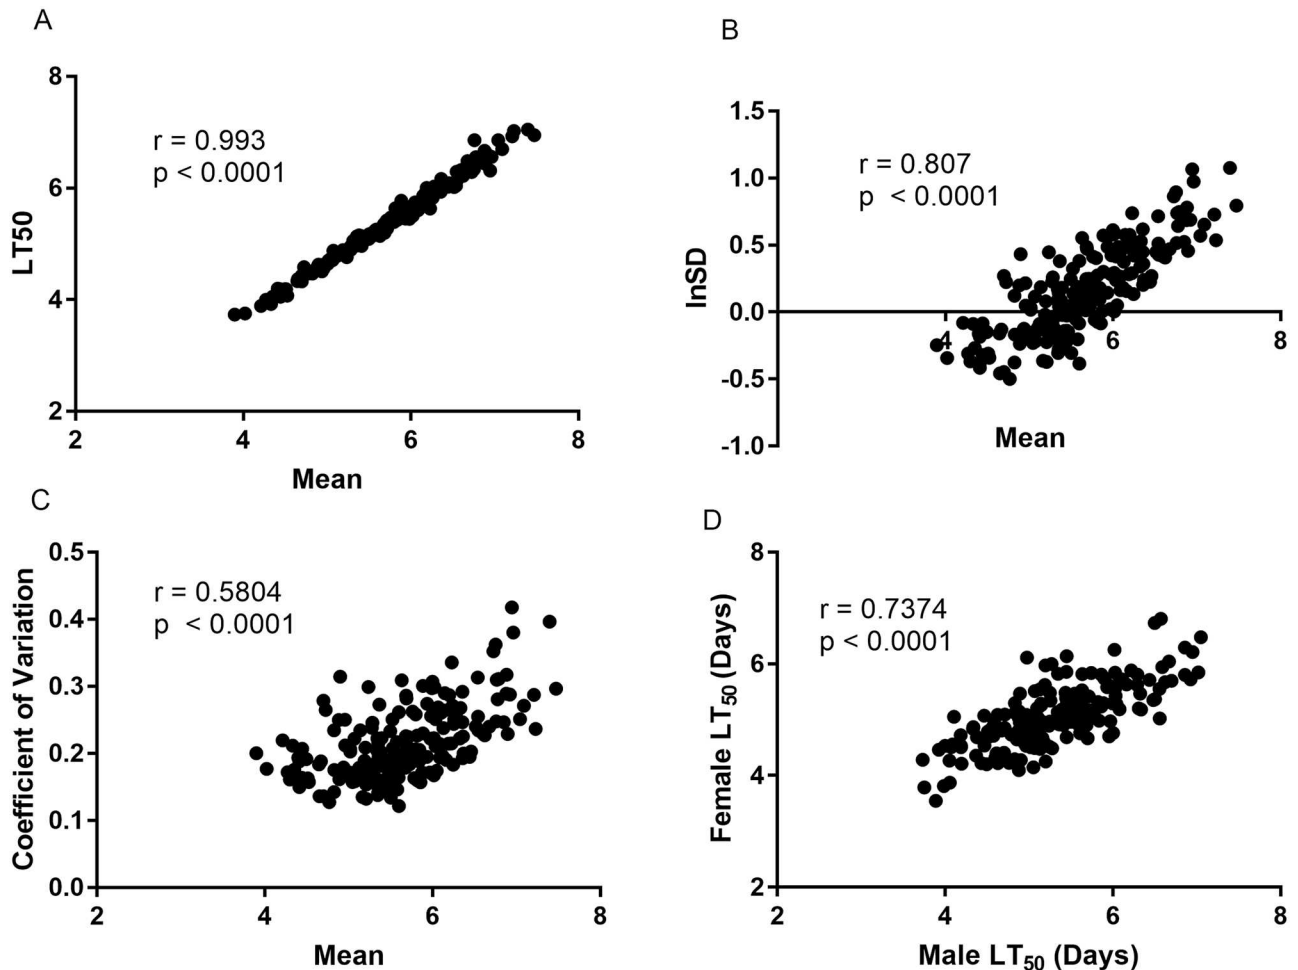 A
8
6
4
2
LT50
r = 0.993
p < 0.0001
2 4 6 8
Mean
B
1.5
1.0
0.5
0.0
-0.5
-1.0
lnSD
r = 0.807
p < 0.0001
4 6 8
Mean
C
0.5
0.4
0.3
0.2
0.1
0.0
Coefficient of Variation
r = 0.5804
p < 0.0001
2 4 6 8
Mean
D
8
6
4
2
Female LT50 (Days)
r = 0.7374
p < 0.0001
2 4 6 8
Male LT50 (Days)